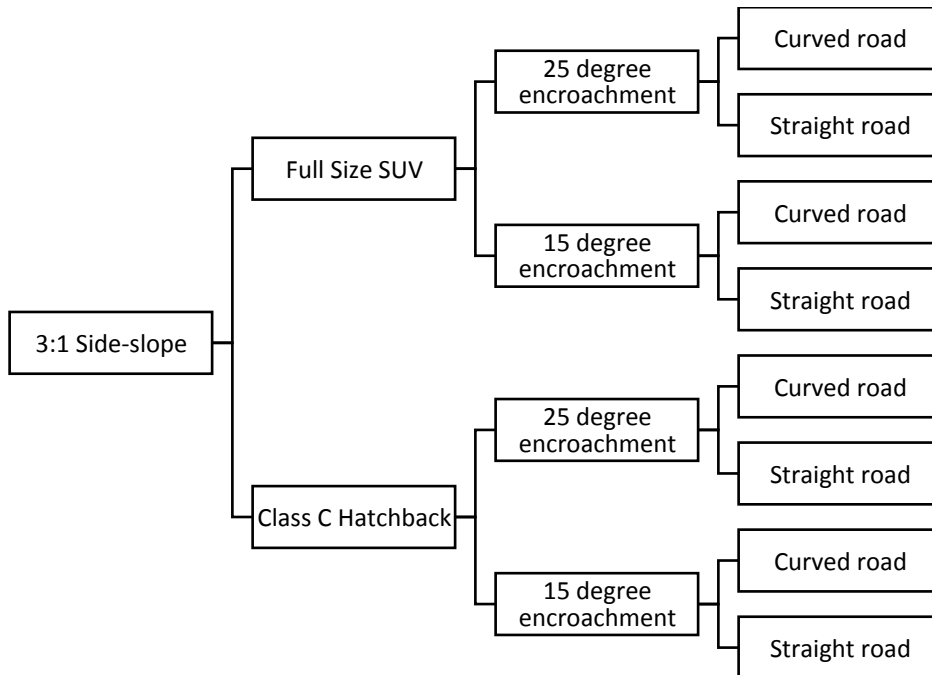 Curved road
25 degree
encroachment
Straight road
Full Size SUV
Curved road
15 degree
encroachment
Straight road
3:1 Side-slope
Curved road
25 degree
encroachment
Straight road
Class C Hatchback
Curved road
15 degree
encroachment
Straight road